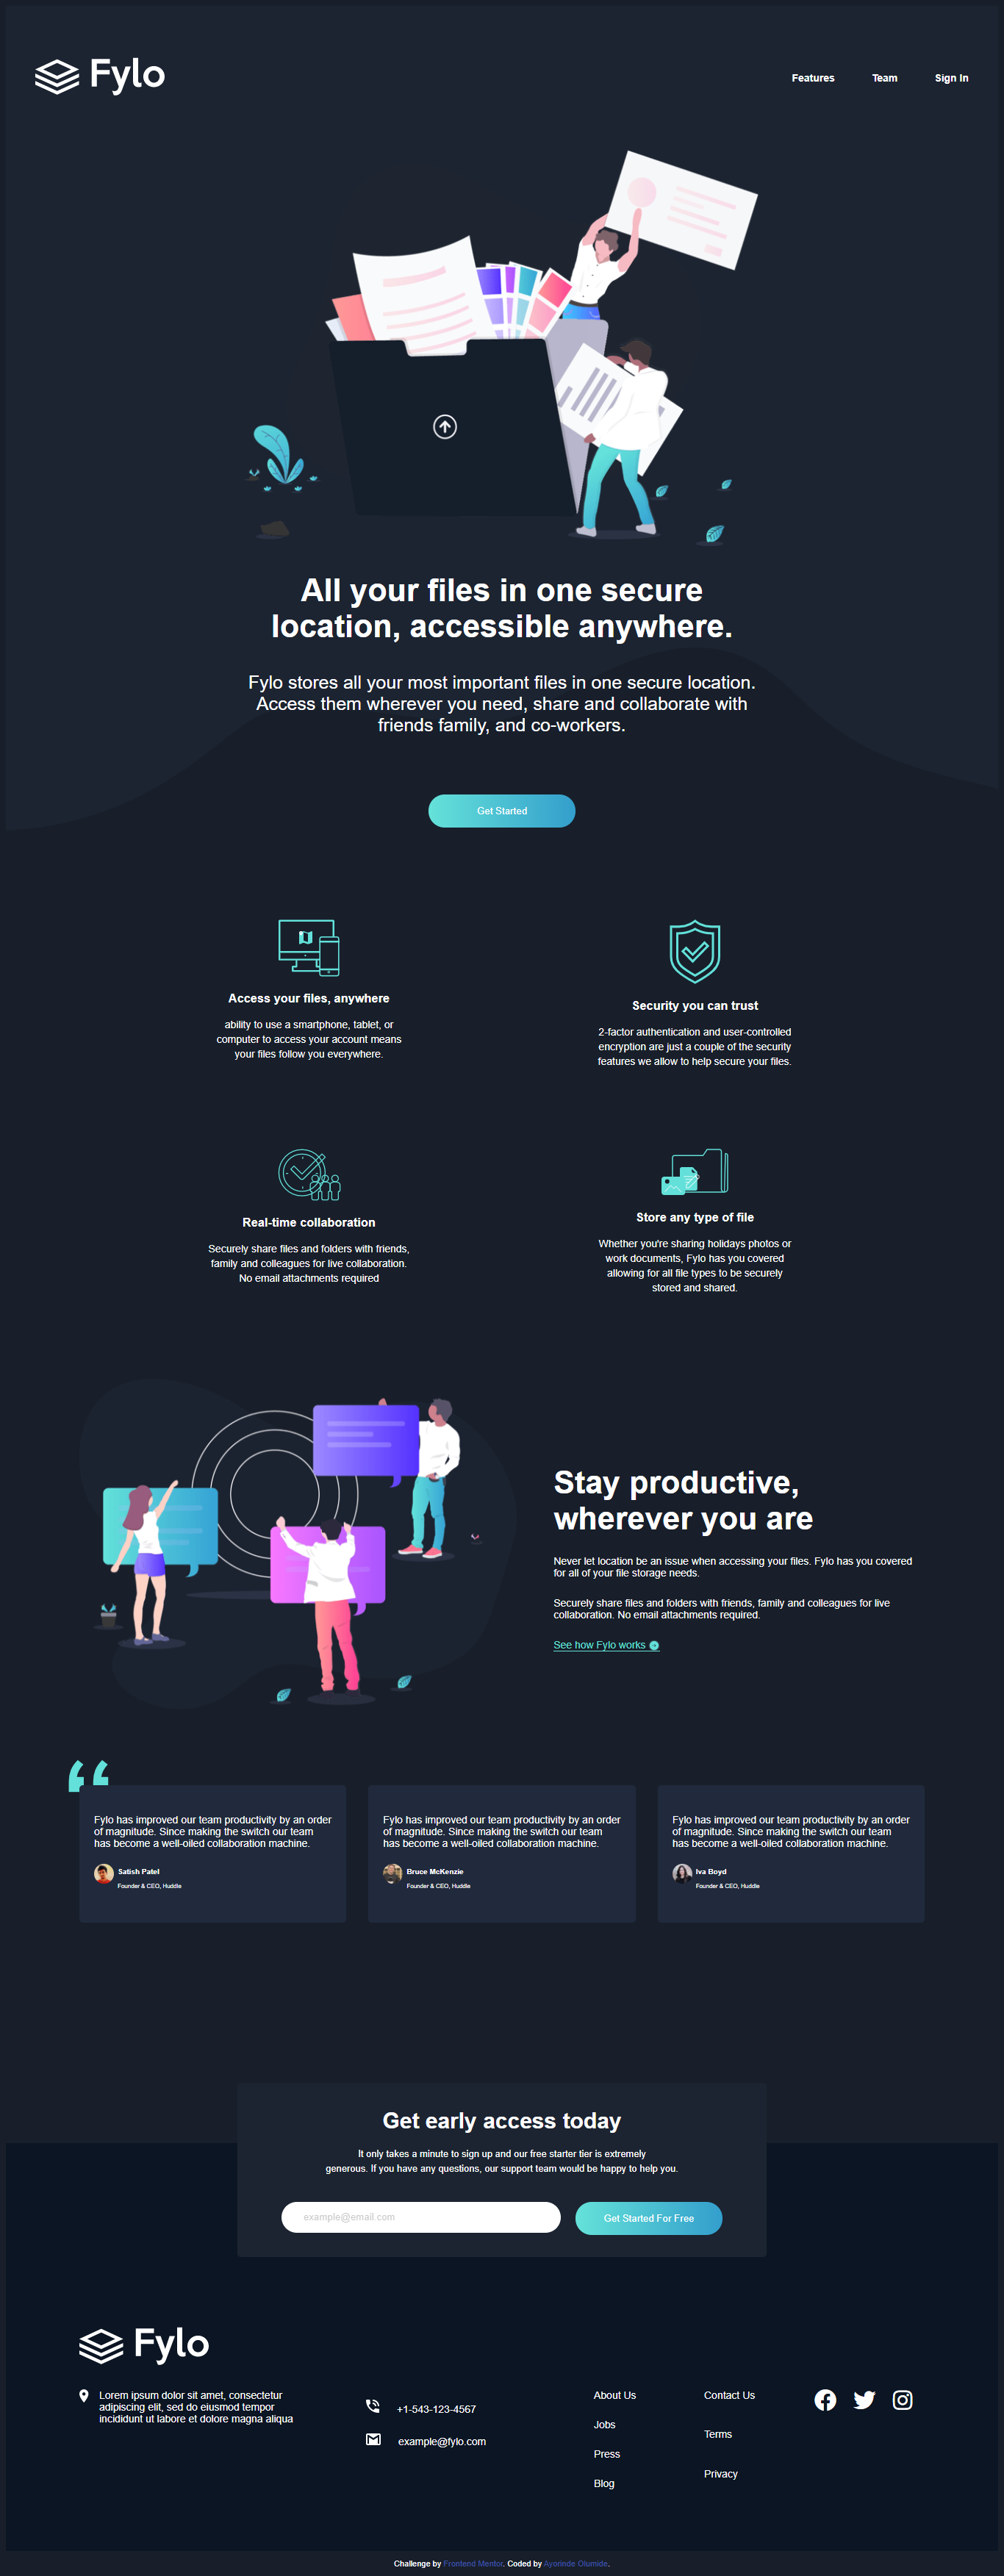 Fylo
Features Team Sign In
All your files in one secure
location, accessible anywhere.
Fylo stores all your most important files in one secure location.
Access them wherever you need, share and collaborate with
friends family, and co-workers.
Get Started
Access your files, anywhere
ability to use a smartphone, tablet, or
computer to access your account means
your files follow you everywhere.
Security you can trust
2-factor authentication and user-controlled
encryption are just a couple of the security
features we allow to help secure your files.
Real-time collaboration
Securely share files and folders with friends,
family and colleagues for live collaboration.
No email attachments required
Store any type of file
Whether you're sharing holidays photos or
work documents, Fylo has you covered
allowing for all file types to be securely
stored and shared.
Stay productive,
wherever you are
Never let location be an issue when accessing your files. Fylo has you covered
for all of your file storage needs.
Securely share files and folders with friends, family and colleagues for live
collaboration. No email attachments required.
See how Fylo works
Fylo has improved our team productivity by an order
of magnitude. Since making the switch our team
has become a well-oiled collaboration machine.
Satish Patel
Founder & CEO, Huddle
Fylo has improved our team productivity by an order
of magnitude. Since making the switch our team
has become a well-oiled collaboration machine.
Bruce McKenzie
Founder & CEO, Huddle
Fylo has improved our team productivity by an order
of magnitude. Since making the switch our team
has become a well-oiled collaboration machine.
Iva Boyd
Founder & CEO, Huddle
Get early access today
It only takes a minute to sign up and our free starter tier is extremely
generous. If you have any questions, our support team would be happy to help you.
example@email.com
Get Started For Free
Fylo
Lorem ipsum dolor sit amet, consectetur
adipiscing elit, sed do eiusmod tempor
incididunt ut labore et dolore magna aliqua
+1-543-123-4567
example@fylo.com
About Us
Jobs
Press
Blog
Contact Us
Terms
Privacy
Challenge by Frontend Mentor. Coded by Ayorinde Olumide.